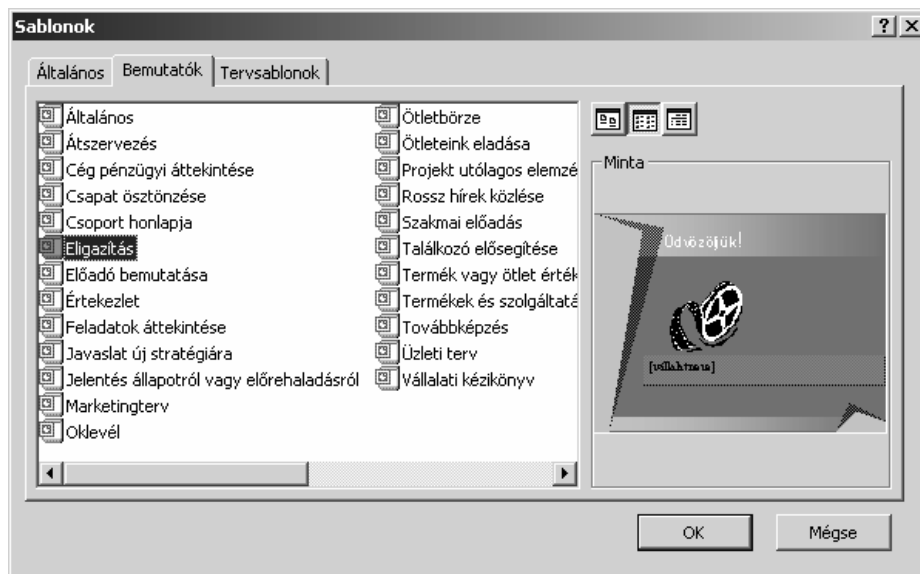 Sablonok
Általános
Bemutatók
Tervsablonok
Általános
Átszervezés
Cég pénzügyi áttekintése
Csapat ösztönzése
Csoport honlapja
Eligazítás
Előadó bemutatása
Értekezlet
Feladatok áttekintése
Javaslat új stratégiára
Jelentés állapotról vagy előrehaladásról
Marketingterv
Oklevél
Ötletbörze
Ötleteink eladása
Projekt utólagos elemzé
Rossz hírek közlése
Szakmai előadás
Találkozó elősegítése
Termék vagy ötlet érték
Termékek és szolgáltatá
Továbbképzés
Üzleti terv
Vállalati kézikönyv
Minta
Üdvözöljük!
OK
Mégse